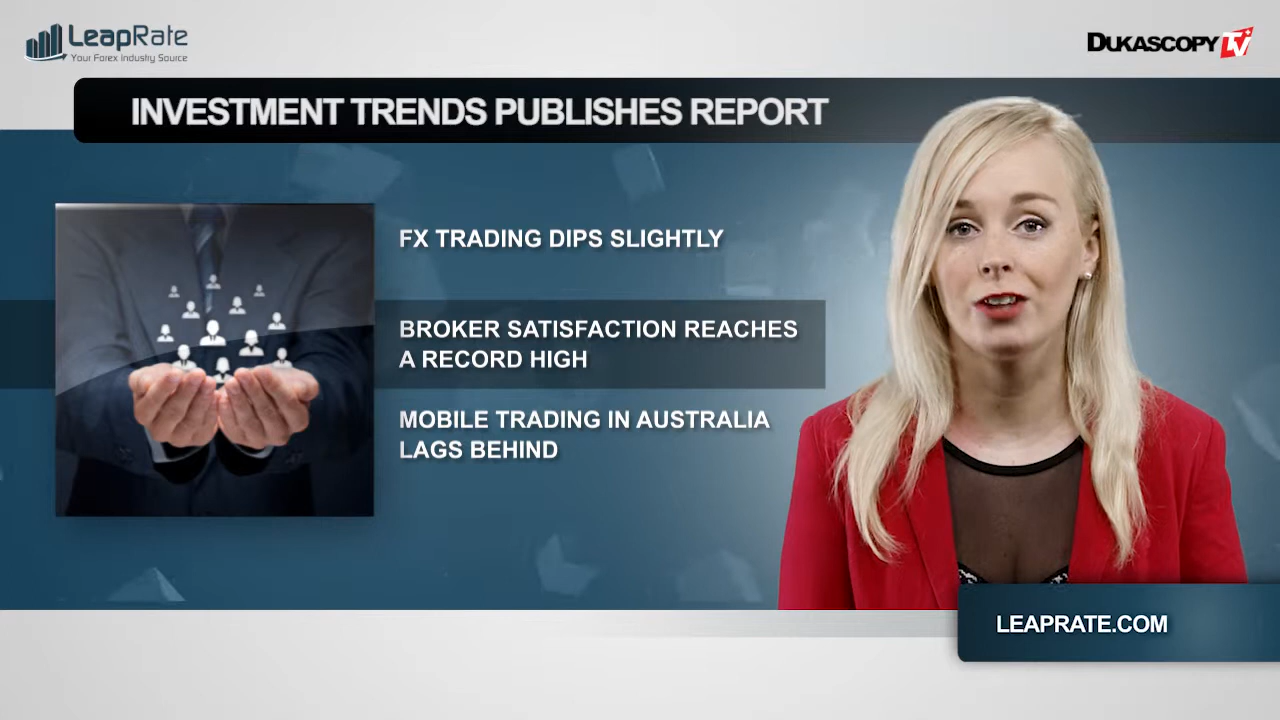 LeapRate
Your Forex Industry Source
DUKASCOPY TV
INVESTMENT TRENDS PUBLISHES REPORT
FX TRADING DIPS SLIGHTLY
BROKER SATISFACTION REACHES
A RECORD HIGH
MOBILE TRADING IN AUSTRALIA
LAGS BEHIND
LEAPRATE.COM